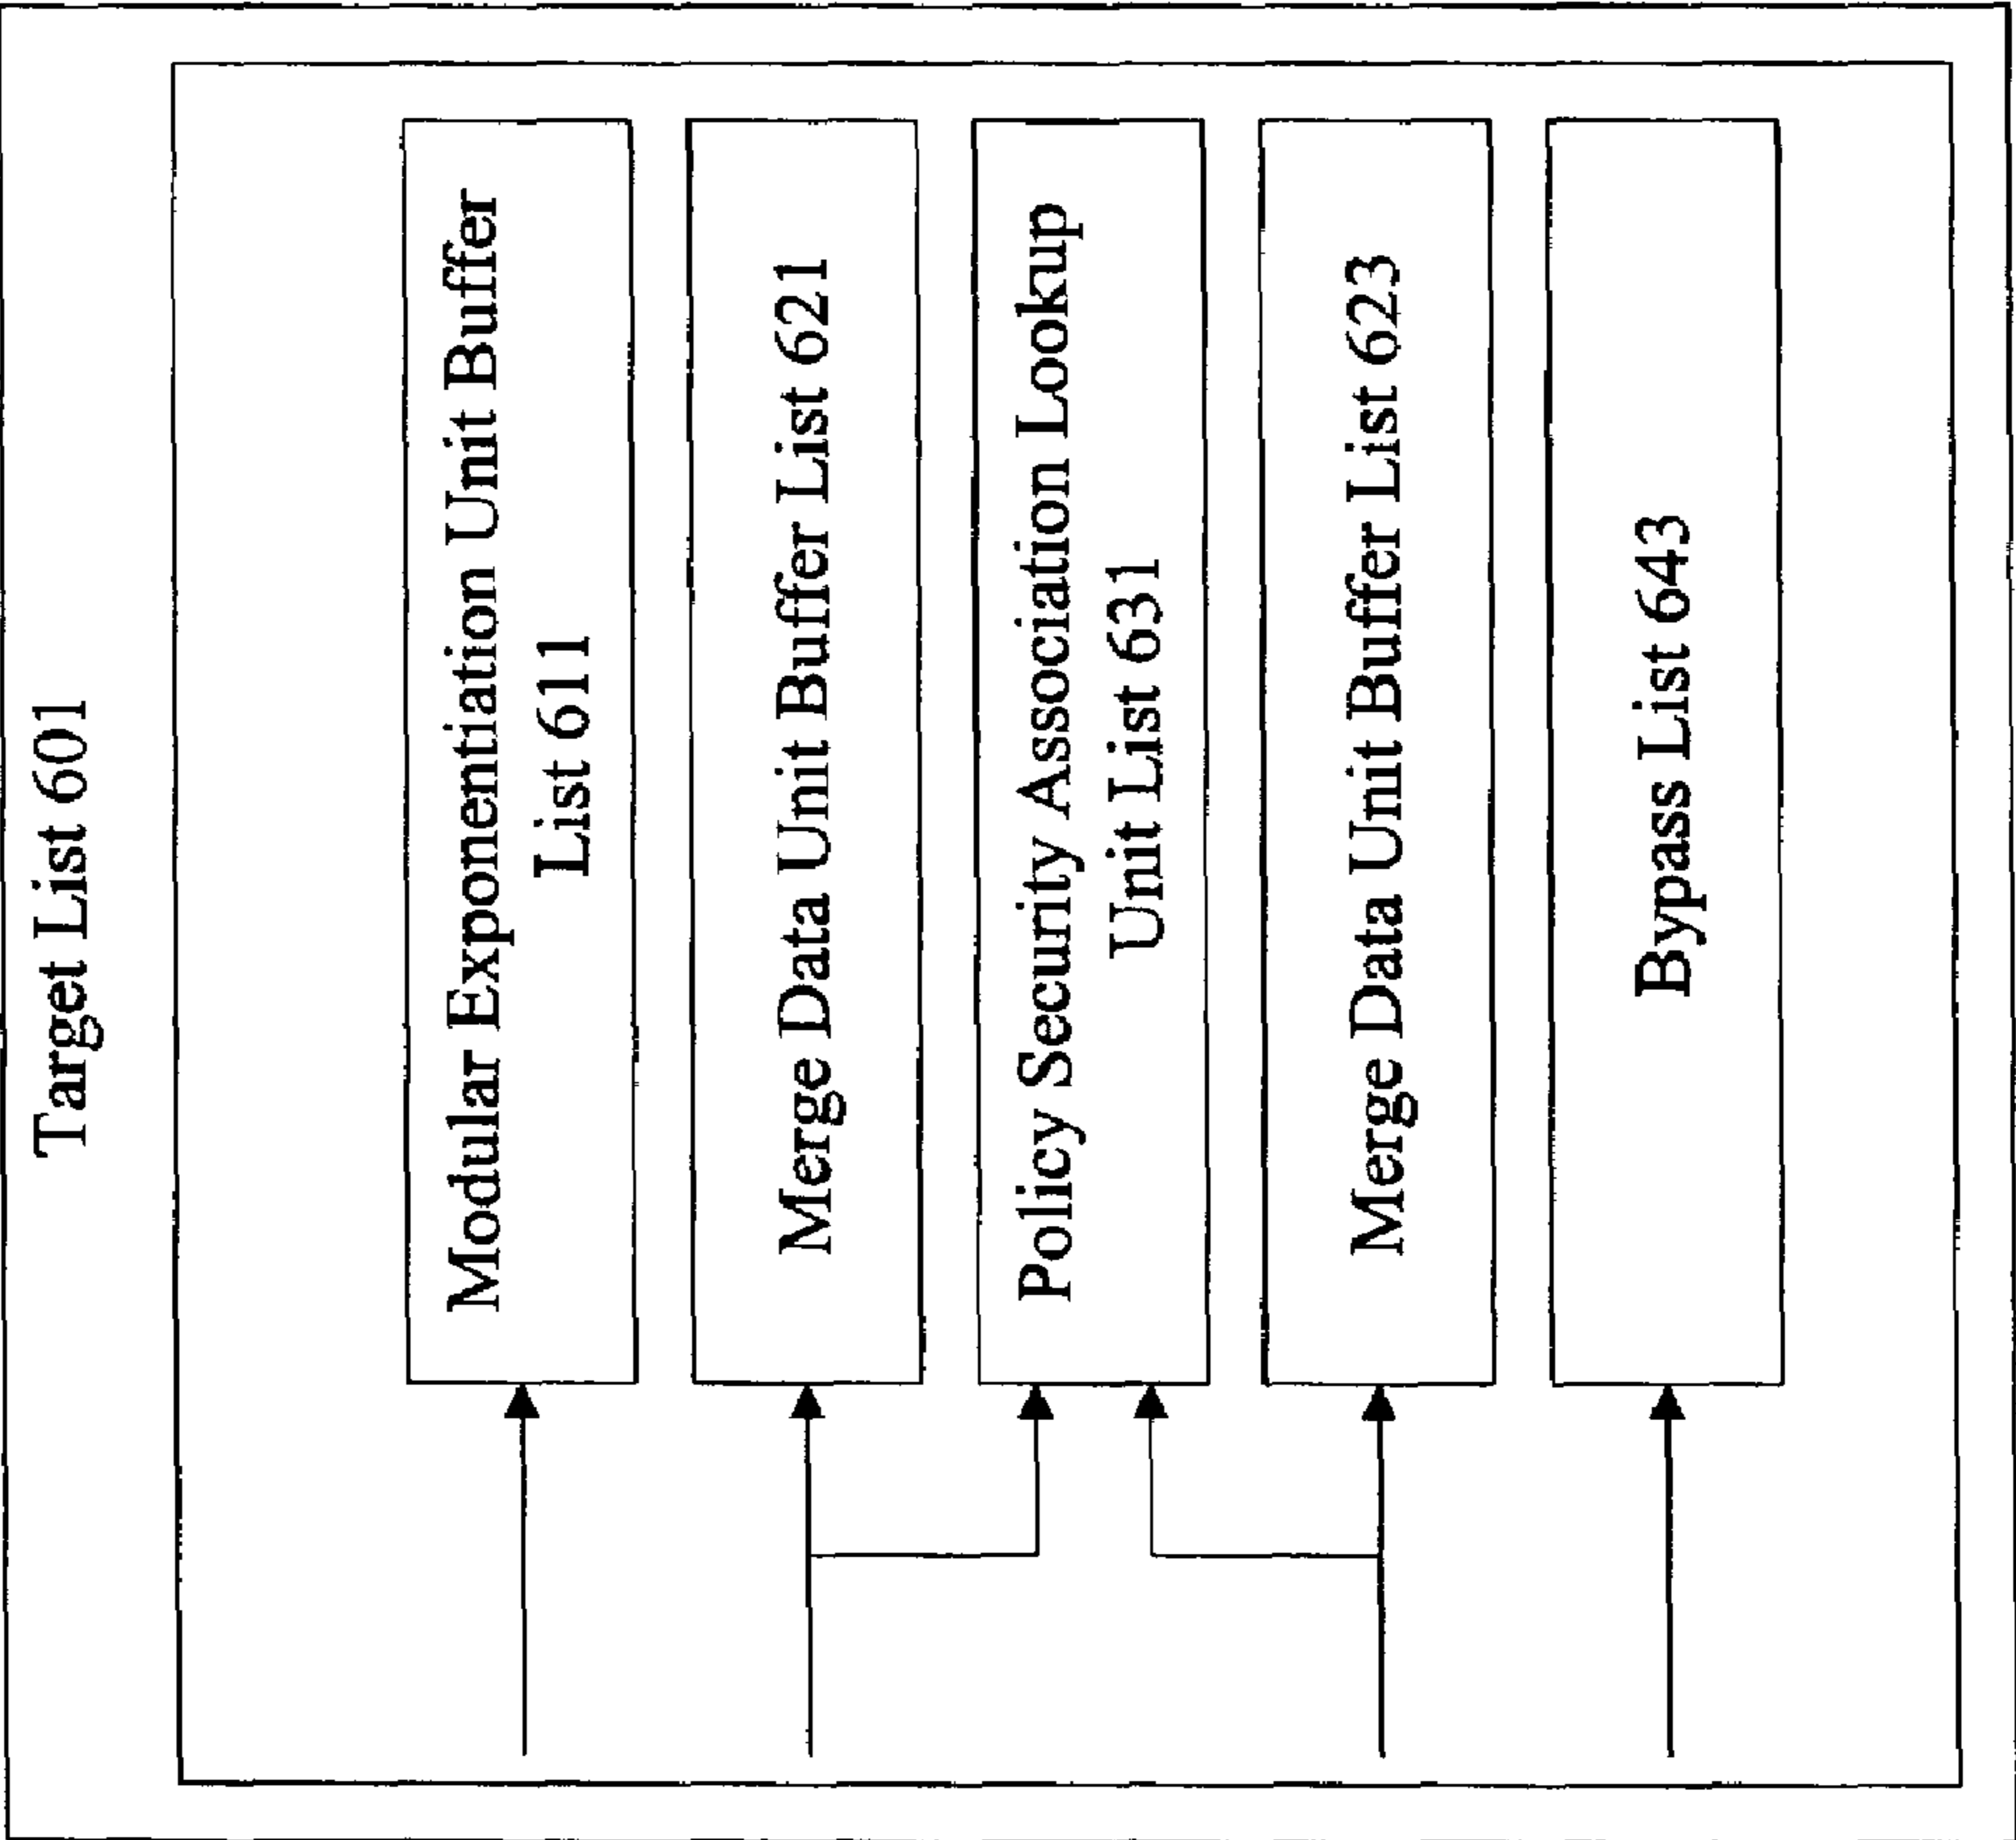 Target List 601
Modular Exponentiation Unit Buffer
List 611
Merge Data Unit Buffer List 621
Policy Security Association Lookup
Unit List 631
Merge Data Unit Buffer List 623
Bypass List 643